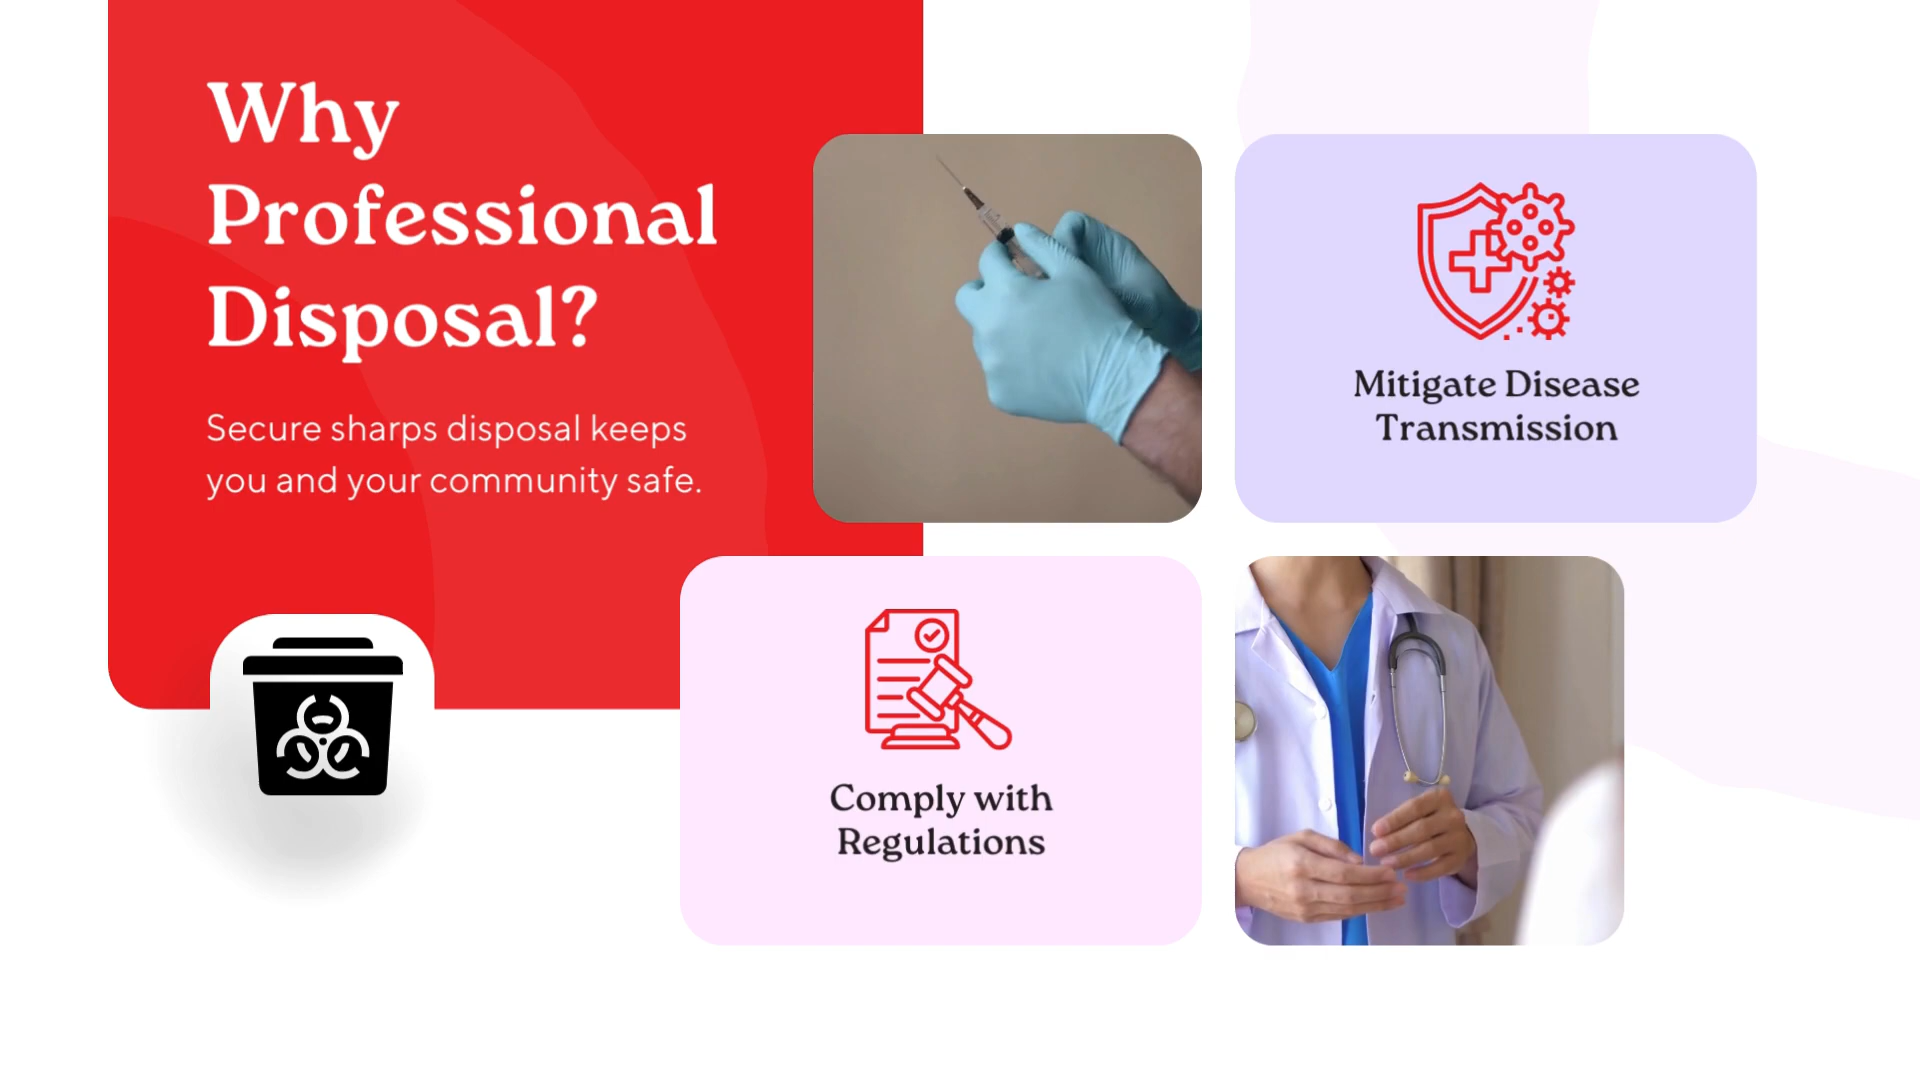 Why
Professional
Disposal?
Secure sharps disposal keeps
you and your community safe.
Mitigate Disease
Transmission
Comply with
Regulations